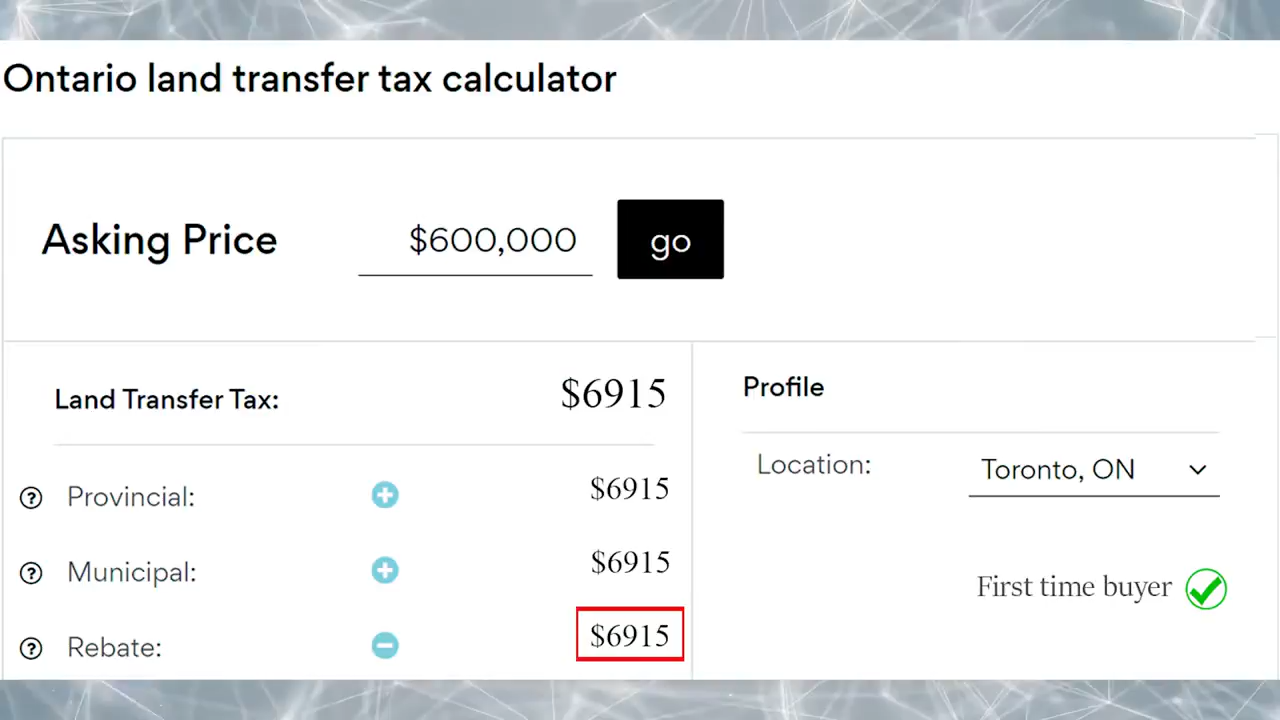 Ontario land transfer tax calculator
Asking Price $600,000 go
Land Transfer Tax: $6915
? Provincial: $6915
? Municipal: $6915
? Rebate: $6915
Profile
Location: Toronto, ON
First time buyer